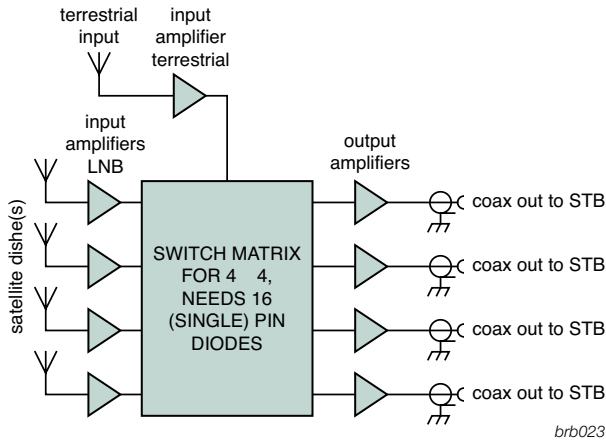 terrestrial
input
input
amplifier
terrestrial
input
amplifiers
LNB
output
amplifiers
satellite dishe(s)
SWITCH MATRIX
FOR 4 4,
NEEDS 16
(SINGLE) PIN
DIODES
coax out to STB
coax out to STB
coax out to STB
coax out to STB
brb023